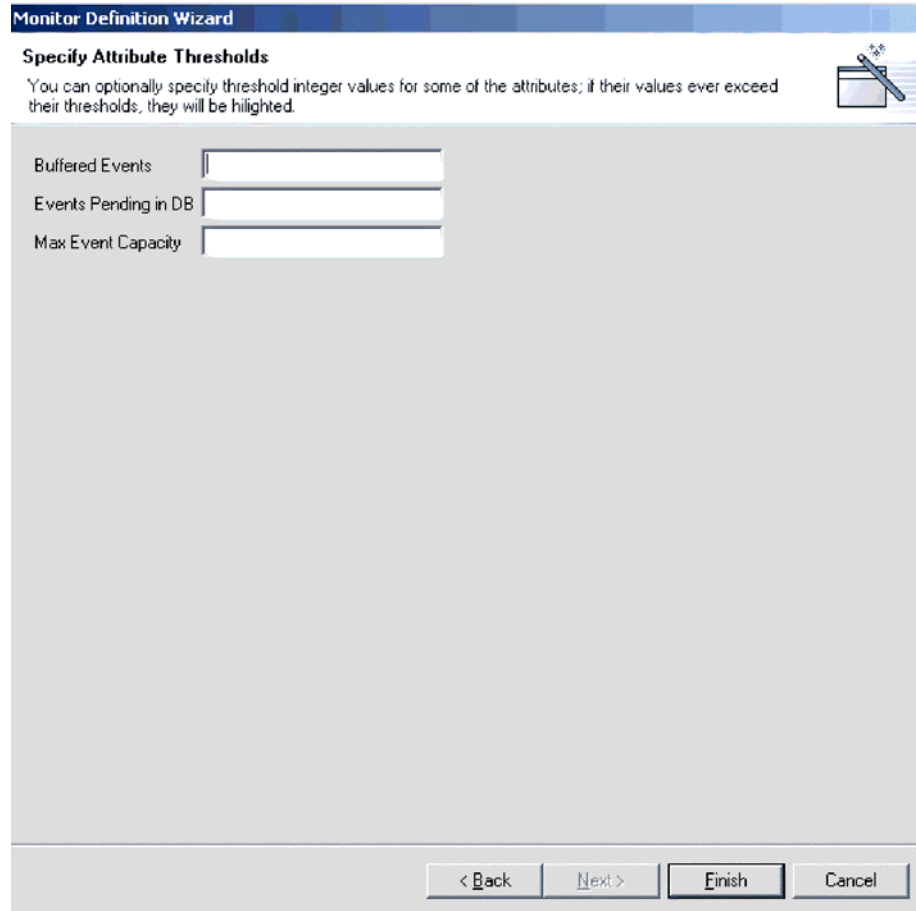 Monitor Definition Wizard
Specify Attribute Thresholds
You can optionally specify threshold integer values for some of the attributes; if their values ever exceed
their thresholds, they will be hilighted.
Buffered Events
Events Pending in DB
Max Event Capacity
< Back Next > Finish Cancel